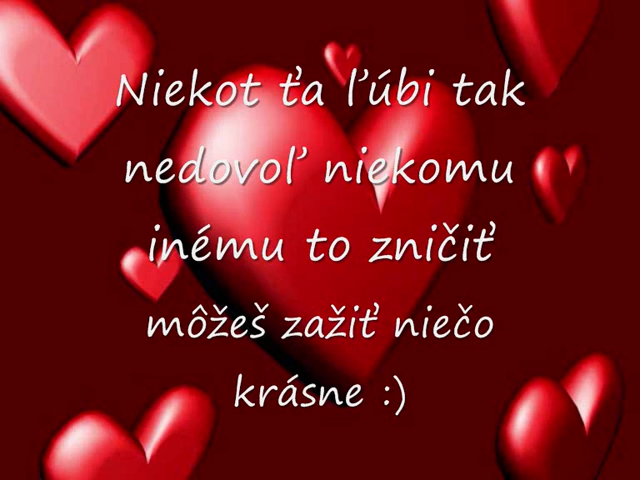 Niekot ťa ľúbi tak
nedovoľ niekomu
inému to zničiť
môžeš zažiť niečo
krásne :)